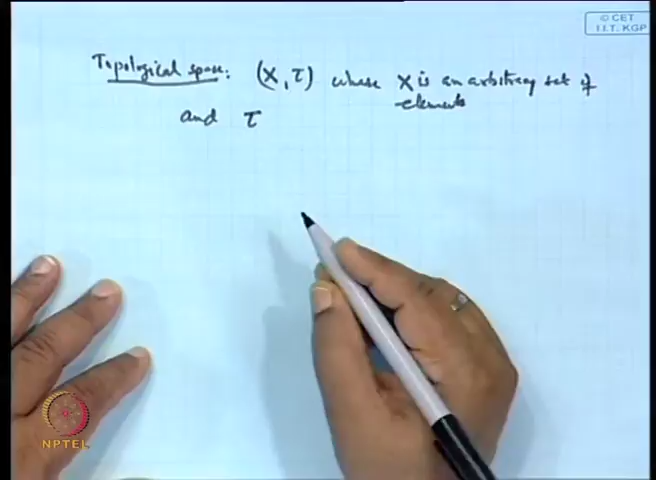 © CET
I.I.T. KGP
Topological space: (X, τ) where X is an arbitrary set of
elements
and τ
NPTEL